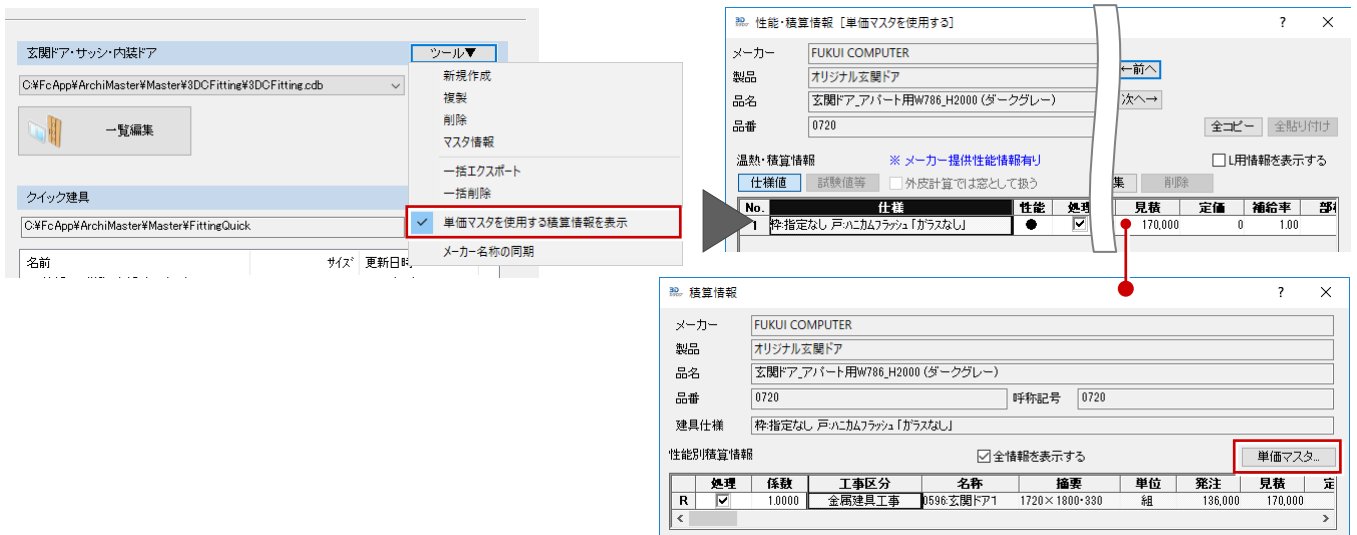 玄関ドア・サッシ・内装ドア
ツール▼
C:¥FcApp¥ArchiMaster¥Master¥3DCFitting¥3DCFitting.cdb
一覧編集
クイック建具
C:¥FcApp¥ArchiMaster¥Master¥FittingQuick
名前 サイズ 更新日時
新規作成
複製
削除
マスタ情報
一括エクスポート
一括削除
単価マスタを使用する積算情報を表示
メーカー名称の同期
性能・積算情報 [単価マスタを使用する] ? ×
メーカー FUKUI COMPUTER
←前へ
製品 オリジナル玄関ドア
品名 玄関ドア_アパート用W786_H2000 (ダークグレー)
次へ→
品番 0720
全コピー 全貼り付け
温熱・積算情報 ※ メーカー提供性能情報有り
L用情報を表示する
仕様値 試験値等 外皮計算では窓として扱う 集 削除
No. 仕様 性能 処理 見積 定価 補給率 部材
1 枠:指定なし 戸:ハニカムフラッシュ「ガラスなし」 ● 170,000 0 1.00
積算情報 ? ×
メーカー FUKUI COMPUTER
製品 オリジナル玄関ドア
品名 玄関ドア_アパート用W786_H2000 (ダークグレー)
品番 0720 呼称記号 0720
建具仕様 枠:指定なし 戸:ハニカムフラッシュ「ガラスなし」
性能別積算情報 全情報を表示する 単価マスタ...
処理 係数 工事区分 名称 摘要 単位 発注 見積 定
R 1.0000 金属建具工事 0596:玄関ドア1 1720×1800・330 組 136,000 170,000